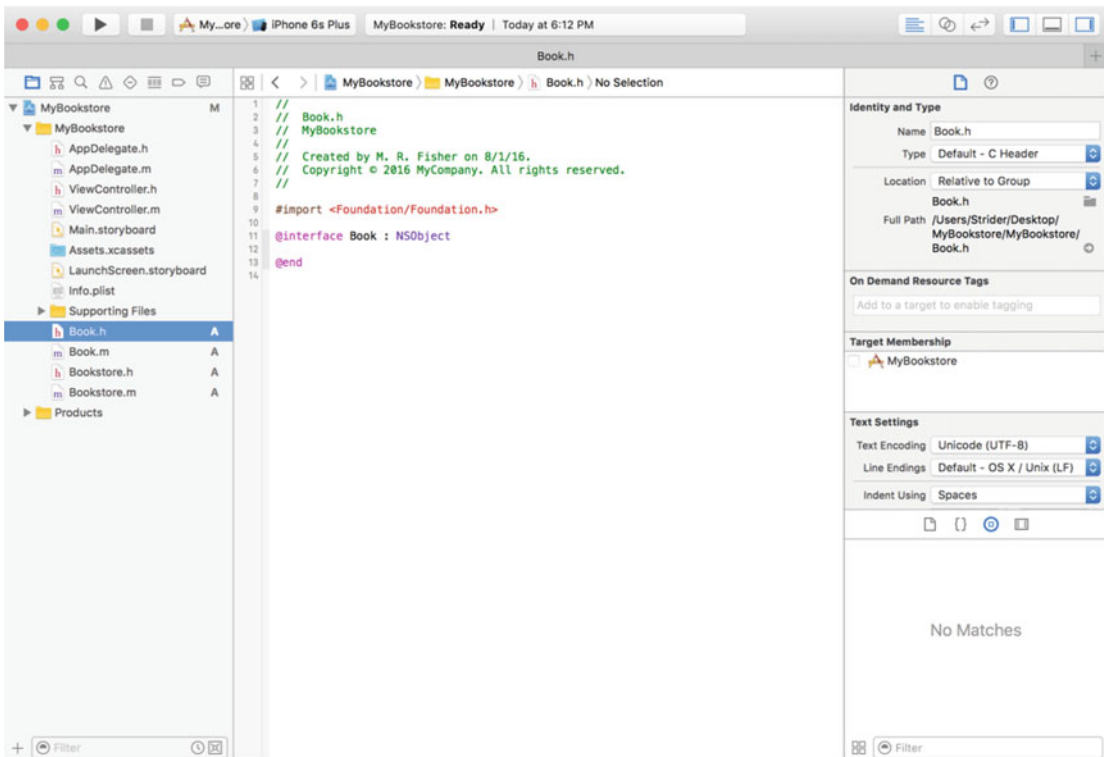 My...ore 〉 iPhone 6s Plus
MyBookstore: Ready | Today at 6:12 PM
Book.h
MyBookstore 〉 MyBookstore 〉 h Book.h 〉 No Selection
MyBookstore M
MyBookstore
h AppDelegate.h
m AppDelegate.m
h ViewController.h
m ViewController.m
Main.storyboard
Assets.xcassets
LaunchScreen.storyboard
Info.plist
Supporting Files
h Book.h A
m Book.m A
h Bookstore.h A
m Bookstore.m A
Products
Filter
1 //
2 // Book.h
3 // MyBookstore
4 //
5 // Created by M. R. Fisher on 8/1/16.
6 // Copyright © 2016 MyCompany. All rights reserved.
7 //
8
9 #import <Foundation/Foundation.h>
10
11 @interface Book : NSObject
12
13 @end
14
Identity and Type
Name Book.h
Type Default - C Header
Location Relative to Group
Book.h
Full Path /Users/Strider/Desktop/
MyBookstore/MyBookstore/
Book.h
On Demand Resource Tags
Add to a target to enable tagging
Target Membership
MyBookstore
Text Settings
Text Encoding Unicode (UTF-8)
Line Endings Default - OS X / Unix (LF)
Indent Using Spaces
{}
No Matches
Filter